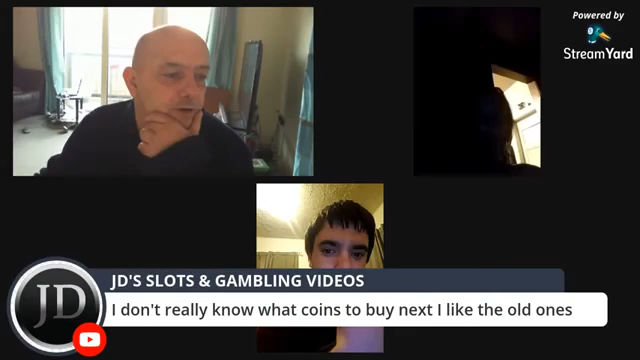 Powered by
StreamYard
JD
JD'S SLOTS & GAMBLING VIDEOS
I don't really know what coins to buy next I like the old ones